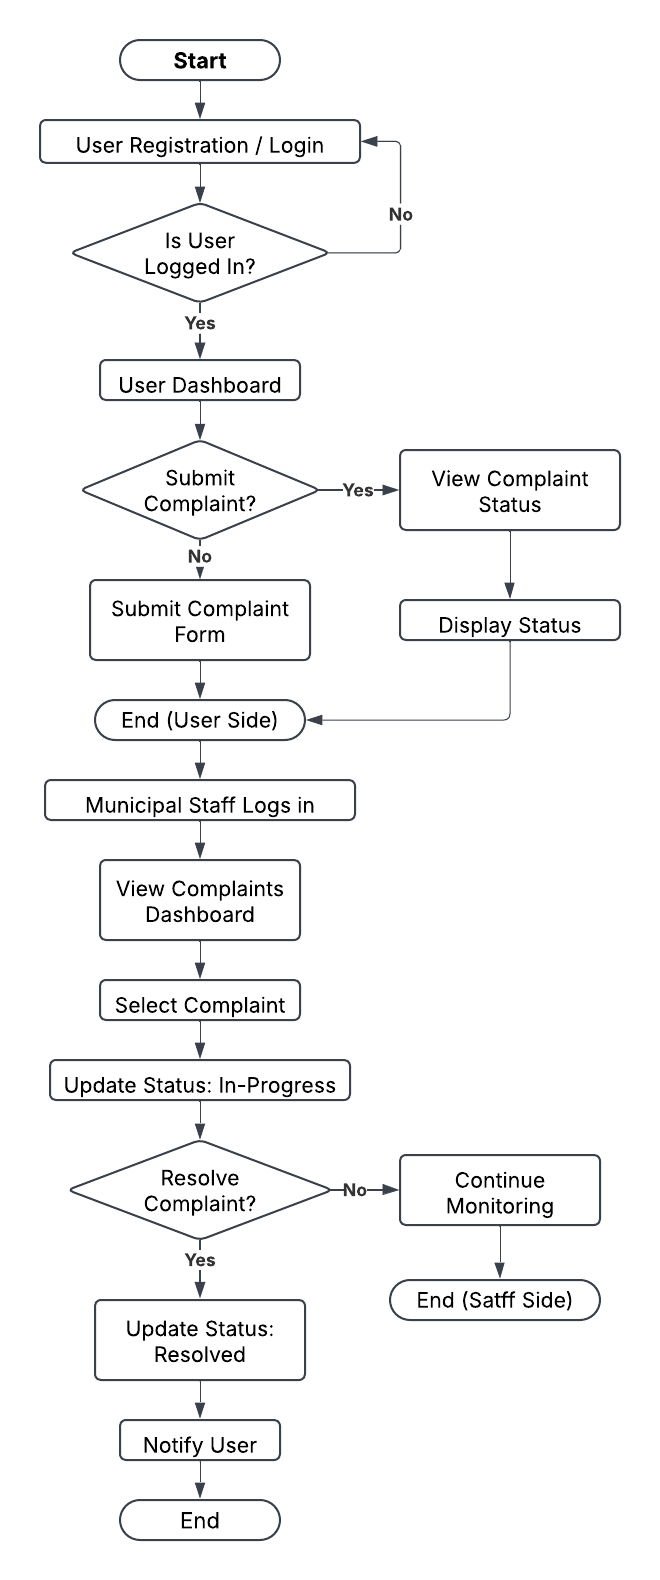 Start
User Registration / Login
No
Is User
Logged In?
Yes
User Dashboard
Submit
Complaint?
Yes
View Complaint
Status
No
Submit Complaint
Form
Display Status
End (User Side)
Municipal Staff Logs in
View Complaints
Dashboard
Select Complaint
Update Status: In-Progress
Resolve
Complaint?
No
Continue
Monitoring
Yes
End (Satff Side)
Update Status:
Resolved
Notify User
End